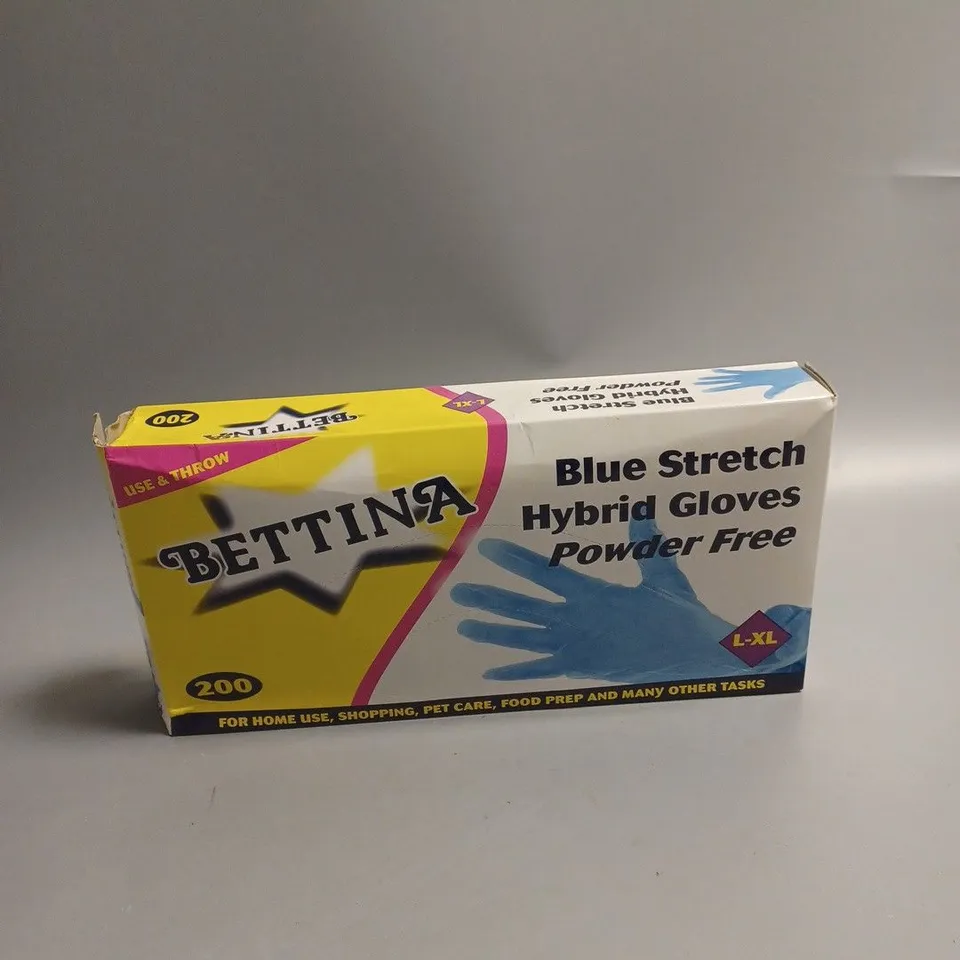 200
BETTINA
L-XL
Blue Stretch
Hybrid Gloves
Powder Free
USE & THROW
BETTINA
Blue Stretch
Hybrid Gloves
Powder Free
L-XL
200
FOR HOME USE, SHOPPING, PET CARE, FOOD PREP AND MANY OTHER TASKS